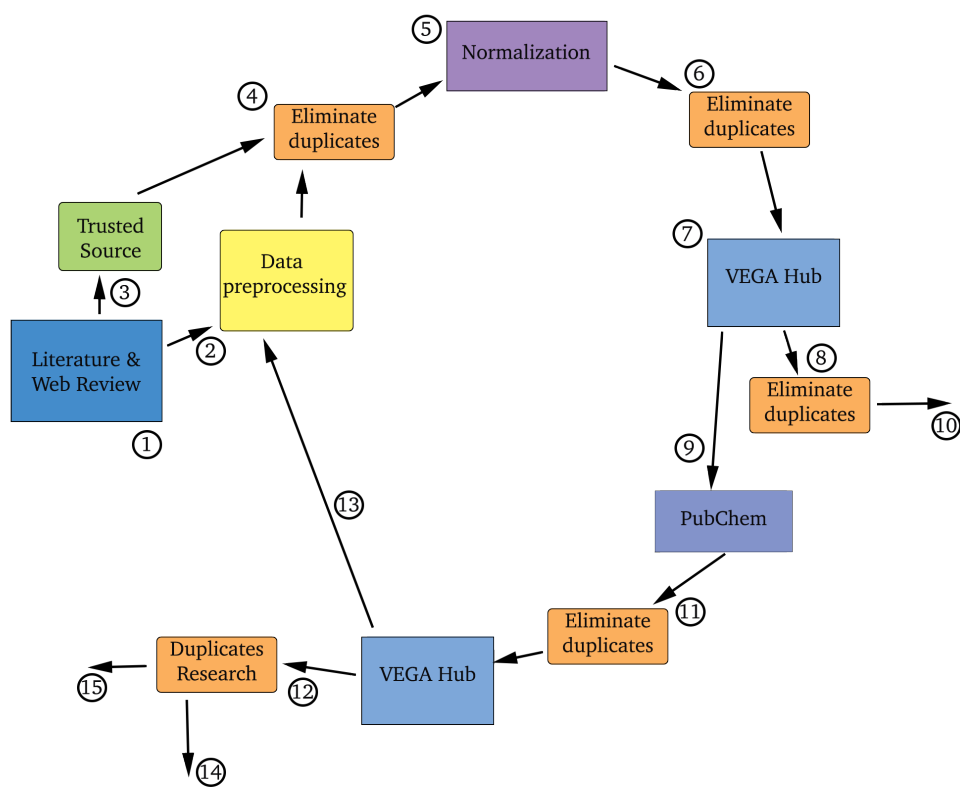 ⑤
Normalization
⑥
④
Eliminate
duplicates
Eliminate
duplicates
Trusted
Source
③
Data
preprocessing
⑦
VEGA Hub
Literature &
Web Review
②
①
⑧
Eliminate
duplicates
⑩
⑨
PubChem
⑬
⑪
Eliminate
duplicates
VEGA Hub
⑫
Duplicates
Research
⑮
⑭